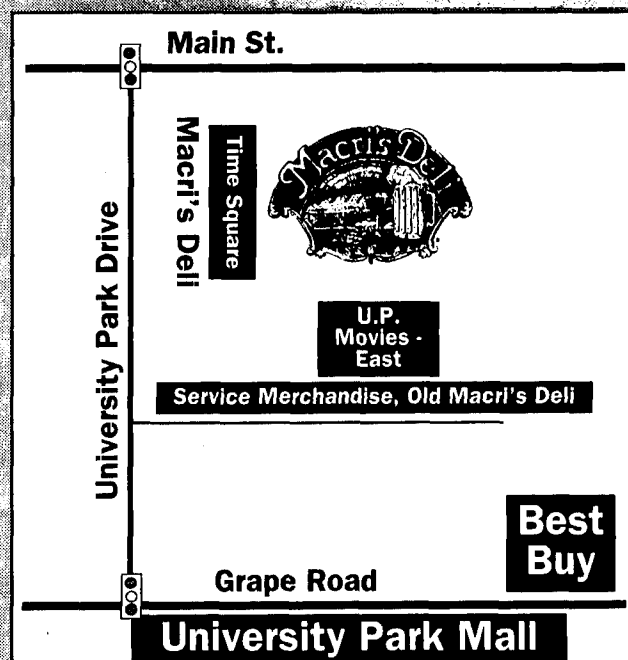 Main St.
University Park Drive
Macri's Deli
Time Square
Macri's Deli
U.P.
Movies -
East
Service Merchandise, Old Macri's Deli
Best
Buy
Grape Road
University Park Mall